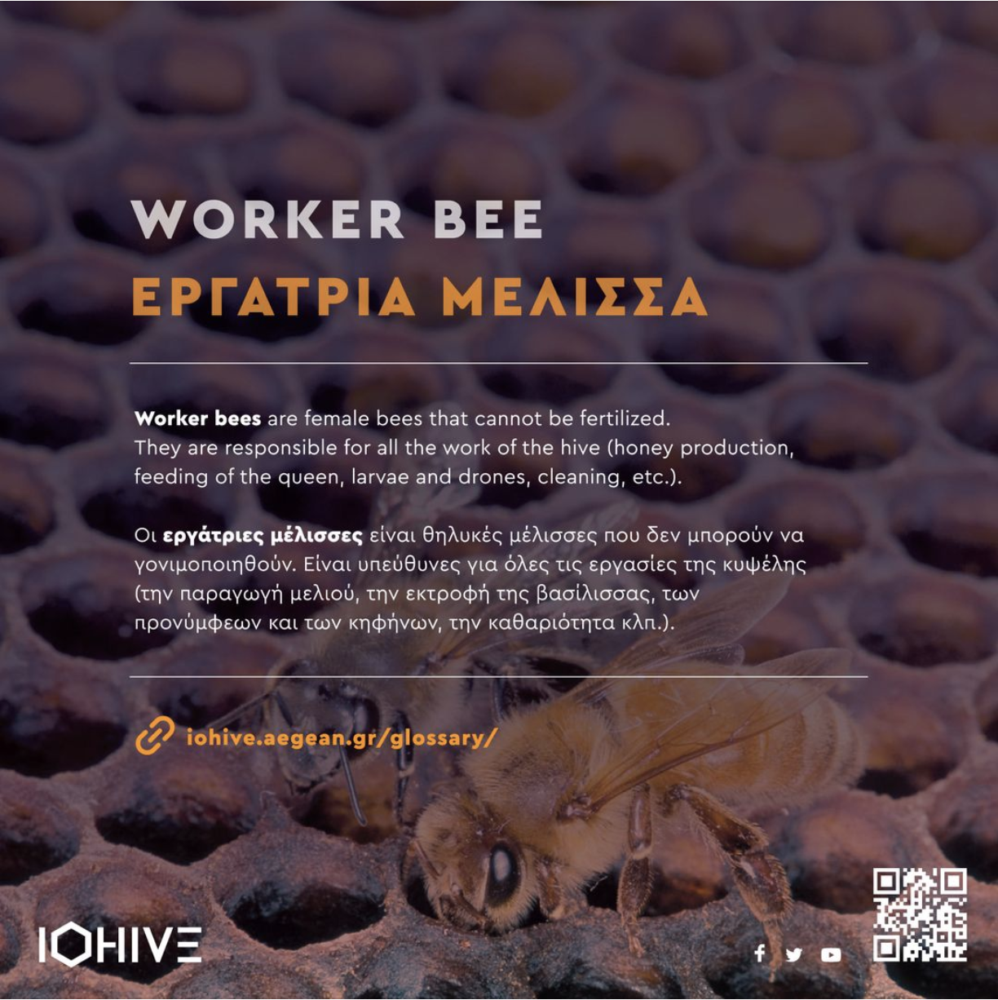 WORKER BEE
ΕΡΓΑΤΡΙΑ ΜΕΛΙΣΣΑ
Worker bees are female bees that cannot be fertilized.
They are responsible for all the work of the hive (honey production,
feeding of the queen, larvae and drones, cleaning, etc.).
Οι εργάτριες μέλισσες είναι θηλυκές μέλισσες που δεν μπορούν να
γονιμοποιηθούν. Είναι υπεύθυνες για όλες τις εργασίες της κυψέλης
(την παραγωγή μελιού, την εκτροφή της βασίλισσας, των
προνύμφεων και των κηφήνων, την καθαριότητα κλπ.).
iohive.aegean.gr/glossary/
IOHIVE